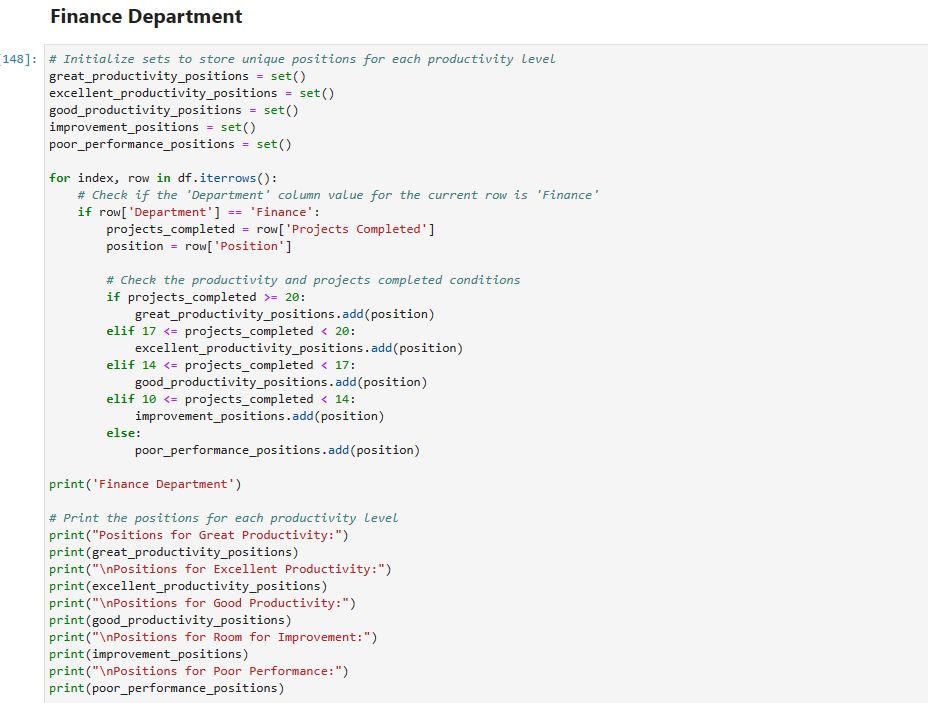 Finance Department
[148]:
# Initialize sets to store unique positions for each productivity level
great_productivity_positions = set()
excellent_productivity_positions = set()
good_productivity_positions = set()
improvement_positions = set()
poor_performance_positions = set()

for index, row in df.iterrows():
    # Check if the 'Department' column value for the current row is 'Finance'
    if row['Department'] == 'Finance':
        projects_completed = row['Projects Completed']
        position = row['Position']

        # Check the productivity and projects completed conditions
        if projects_completed >= 20:
            great_productivity_positions.add(position)
        elif 17 <= projects_completed < 20:
            excellent_productivity_positions.add(position)
        elif 14 <= projects_completed < 17:
            good_productivity_positions.add(position)
        elif 10 <= projects_completed < 14:
            improvement_positions.add(position)
        else:
            poor_performance_positions.add(position)

print('Finance Department')

# Print the positions for each productivity level
print("Positions for Great Productivity:")
print(great_productivity_positions)
print("\nPositions for Excellent Productivity:")
print(excellent_productivity_positions)
print("\nPositions for Good Productivity:")
print(good_productivity_positions)
print("\nPositions for Room for Improvement:")
print(improvement_positions)
print("\nPositions for Poor Performance:")
print(poor_performance_positions)